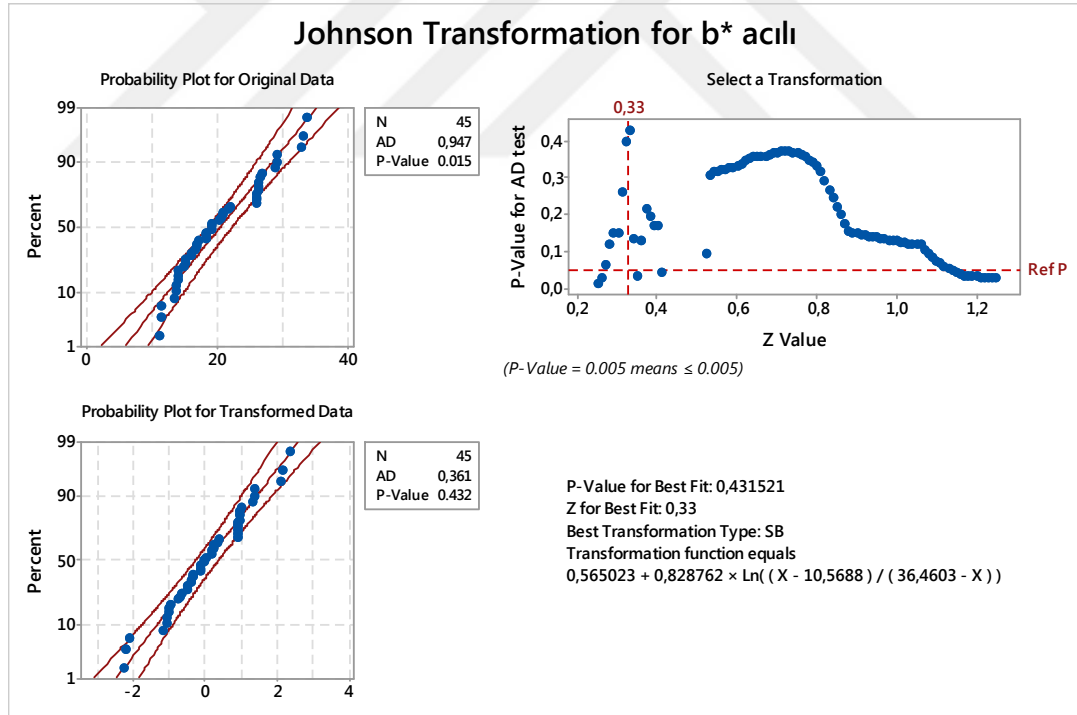 Johnson Transformation for b* acılı
Probability Plot for Original Data
99
90
50
10
1
Percent
0
20
40
N 45
AD 0,947
P-Value 0.015
Select a Transformation
0,33
0,4
0,3
0,2
0,1
0,0
P-Value for AD test
Ref P
0,2
0,4
0,6
0,8
1,0
1,2
Z Value
(P-Value = 0.005 means ≤ 0.005)
Probability Plot for Transformed Data
99
90
50
10
1
Percent
-2
0
2
4
N 45
AD 0,361
P-Value 0.432
P-Value for Best Fit: 0,431521
Z for Best Fit: 0,33
Best Transformation Type: SB
Transformation function equals
0,565023 + 0,828762 × Ln( ( X - 10,5688 ) / ( 36,4603 - X ) )